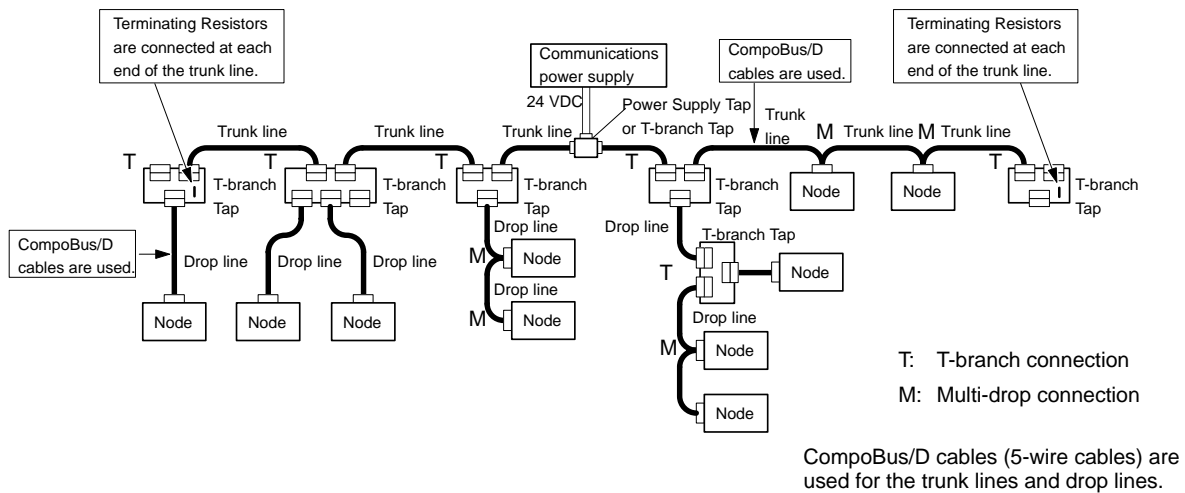 Terminating Resistors
are connected at each
end of the trunk line.
Communications
power supply
CompoBus/D
cables are used.
Terminating Resistors
are connected at each
end of the trunk line.
24 VDC
Power Supply Tap
or T-branch Tap
Trunk line
Trunk line
Trunk line
Trunk
line
M
Trunk line
M
Trunk line
T
T
T
T
T
T-branch
Tap
T-branch
Tap
T-branch
Tap
T-branch
Tap
Node
Node
CompoBus/D
cables are used.
Drop line
Drop line
Drop line
Drop line
M
Node
Drop line
M
Node
Drop line
T-branch Tap
T
Node
Drop line
M
Node
Node
Node
Node
Node
T: T-branch connection
M: Multi-drop connection
CompoBus/D cables (5-wire cables) are
used for the trunk lines and drop lines.